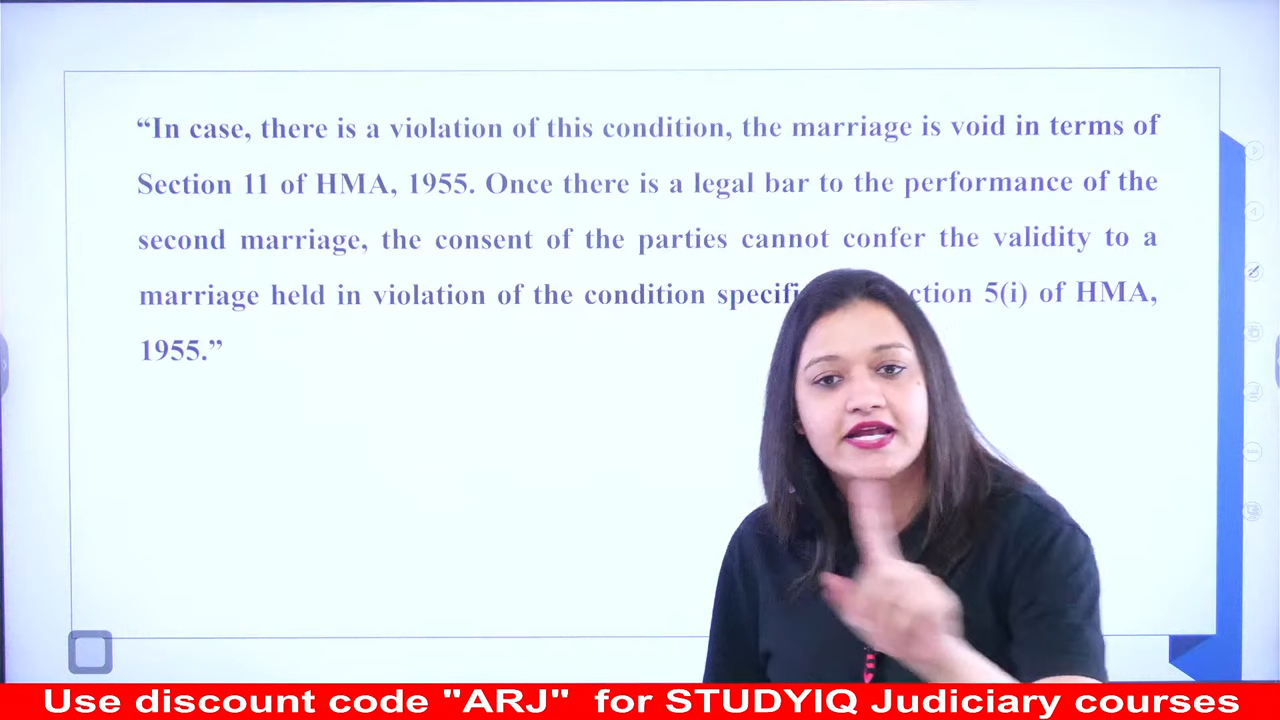 “In case, there is a violation of this condition, the marriage is void in terms of
Section 11 of HMA, 1955. Once there is a legal bar to the performance of the
second marriage, the consent of the parties cannot confer the validity to a
marriage held in violation of the condition 5(i) of HMA,
1955.”
Use discount code "ARJ" for STUDYIQ Judiciary courses